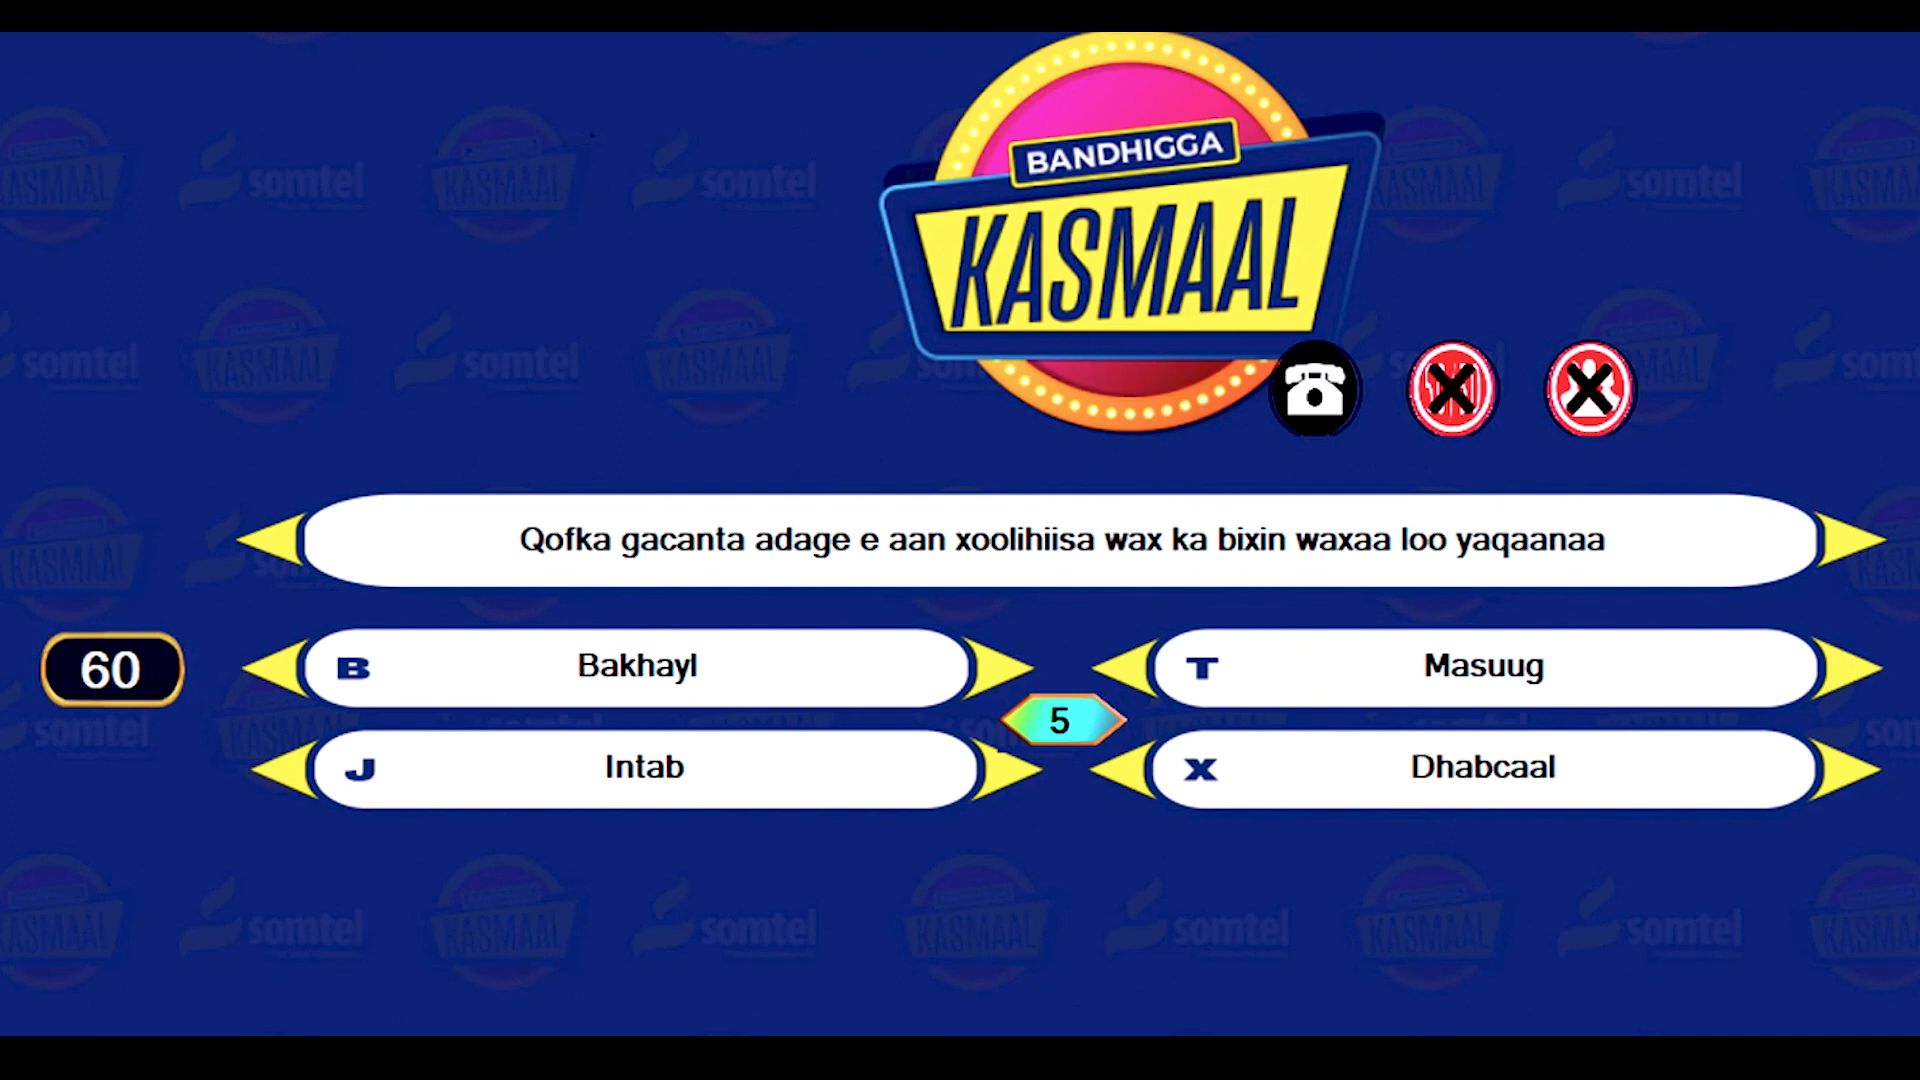 BANDHIGGA
KASMAAL
Qofka gacanta adage e aan xoolihiisa wax ka bixin waxaa loo yaqaanaa
60
B Bakhayl
T Masuug
5
J Intab
X Dhabcaal
somtel